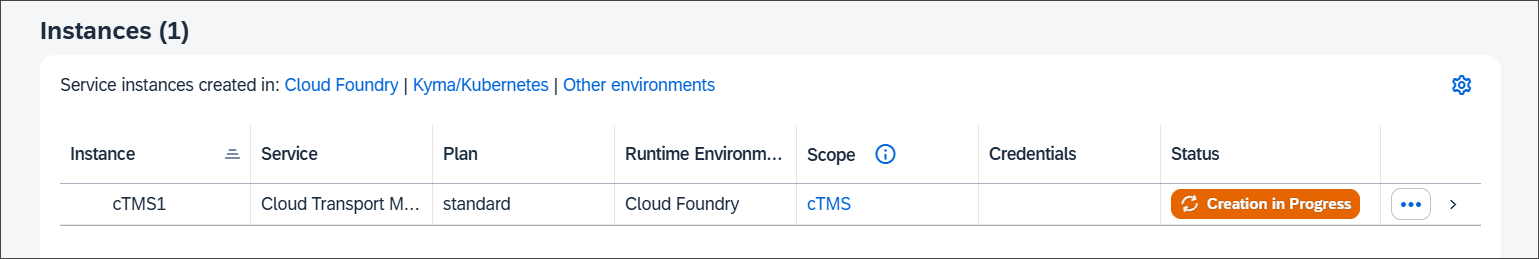 Instances (1)
Service instances created in: Cloud Foundry | Kyma/Kubernetes | Other environments
Instance Service Plan Runtime Environm... Scope Credentials Status
cTMS1 Cloud Transport M... standard Cloud Foundry cTMS Creation in Progress